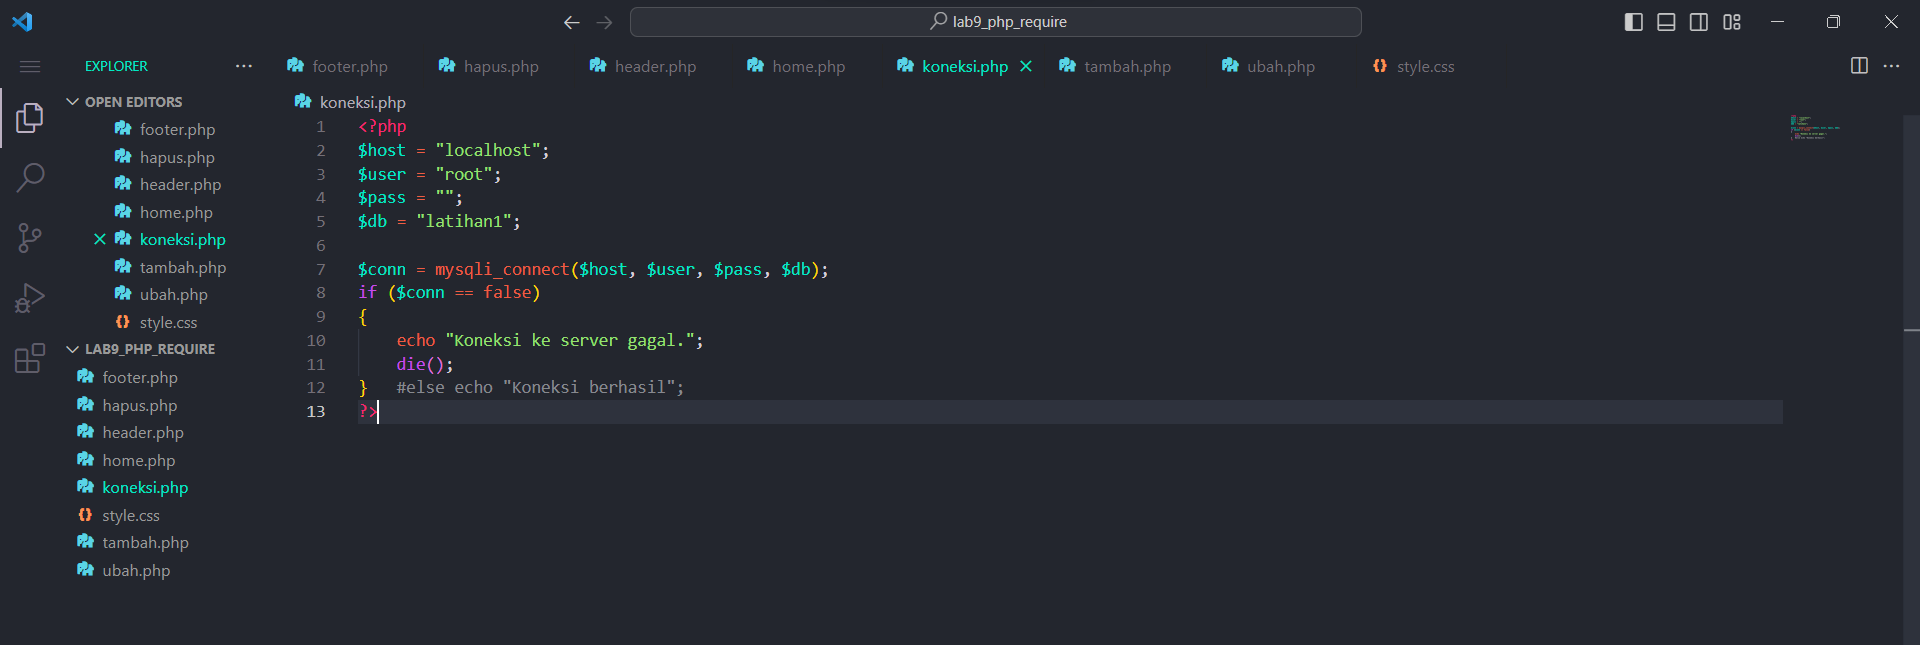 lab9_php_require
EXPLORER
footer.php
hapus.php
header.php
home.php
koneksi.php
tambah.php
ubah.php
style.css
OPEN EDITORS
footer.php
hapus.php
header.php
home.php
koneksi.php
tambah.php
ubah.php
style.css
LAB9_PHP_REQUIRE
footer.php
hapus.php
header.php
home.php
koneksi.php
style.css
tambah.php
ubah.php
koneksi.php
1 <?php
2 $host = "localhost";
3 $user = "root";
4 $pass = "";
5 $db = "latihan1";
6
7 $conn = mysqli_connect($host, $user, $pass, $db);
8 if ($conn == false)
9 {
10     echo "Koneksi ke server gagal.";
11     die();
12 }   #else echo "Koneksi berhasil";
13 ?>